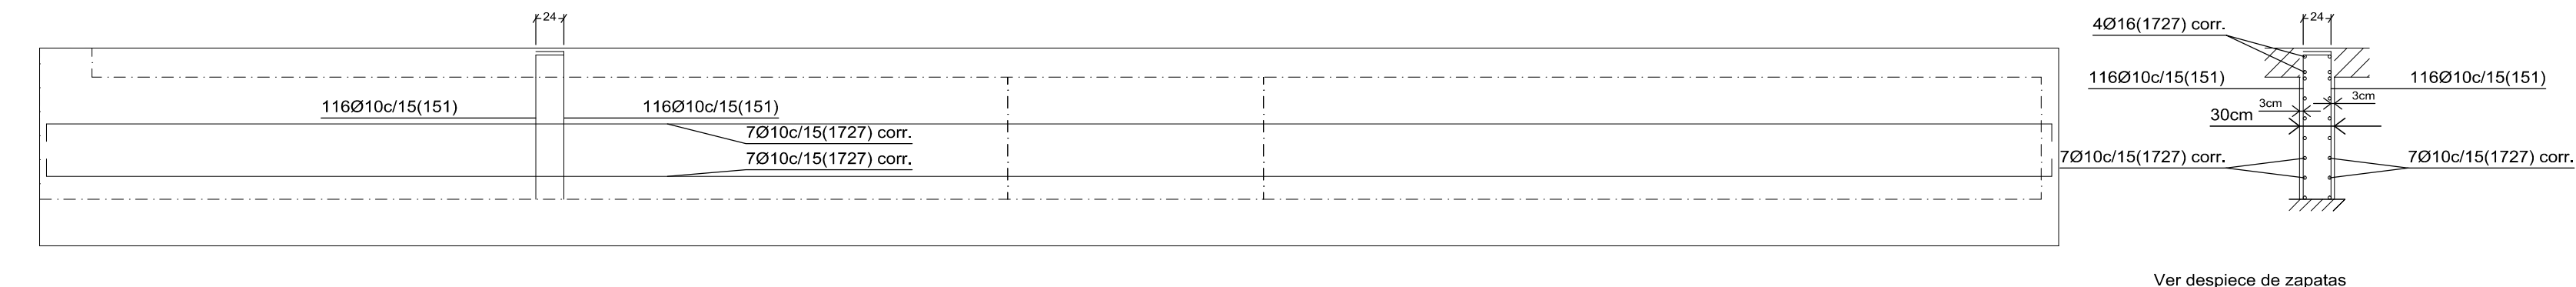 24
116Ø10c/15(151)
116Ø10c/15(151)
7Ø10c/15(1727) corr.
7Ø10c/15(1727) corr.
24
4Ø16(1727) corr.
116Ø10c/15(151)
116Ø10c/15(151)
3cm
3cm
30cm
7Ø10c/15(1727) corr.
7Ø10c/15(1727) corr.
Ver despiece de zapatas